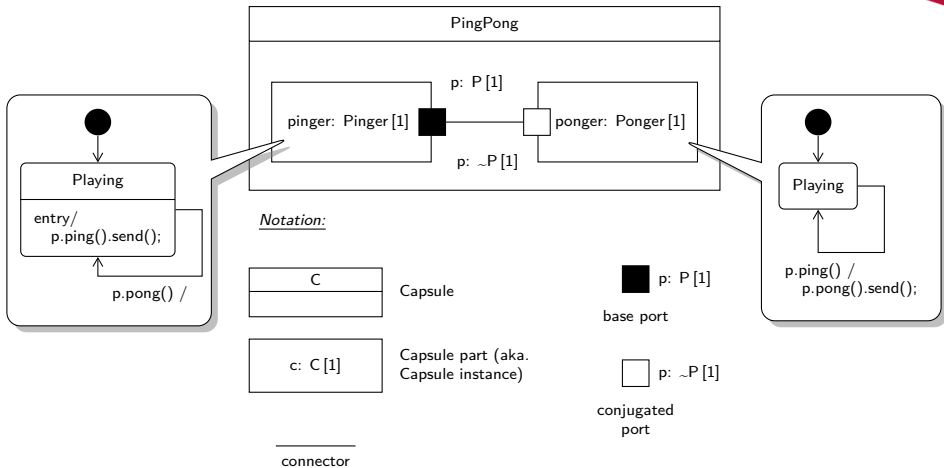 PingPong
p: P [1]
pinger: Pinger [1]
ponger: Ponger [1]
p: ~P [1]
Playing
entry/
p.ping().send();
p.pong() /
Playing
p.ping() /
p.pong().send();
Notation:
C
Capsule
c: C [1]
Capsule part (aka.
Capsule instance)
connector
p: P [1]
base port
p: ~P [1]
conjugated
port